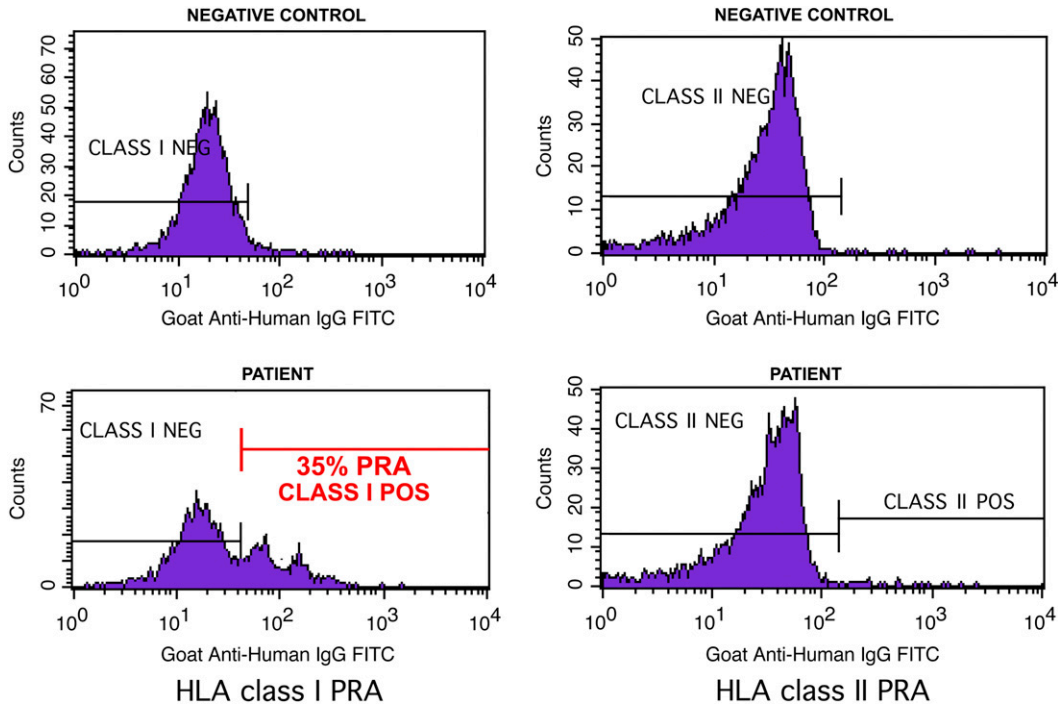 NEGATIVE CONTROL
70
60
50
40
30
20
10
0
Counts
CLASS I NEG
10^0
10^1
10^2
10^3
10^4
Goat Anti-Human IgG FITC
NEGATIVE CONTROL
50
40
30
20
10
0
Counts
CLASS II NEG
10^0
10^1
10^2
10^3
10^4
Goat Anti-Human IgG FITC
PATIENT
70
0
Counts
CLASS I NEG
35% PRA
CLASS I POS
10^0
10^1
10^2
10^3
10^4
Goat Anti-Human IgG FITC
HLA class I PRA
PATIENT
50
40
30
20
10
0
Counts
CLASS II NEG
CLASS II POS
10^0
10^1
10^2
10^3
10^4
Goat Anti-Human IgG FITC
HLA class II PRA